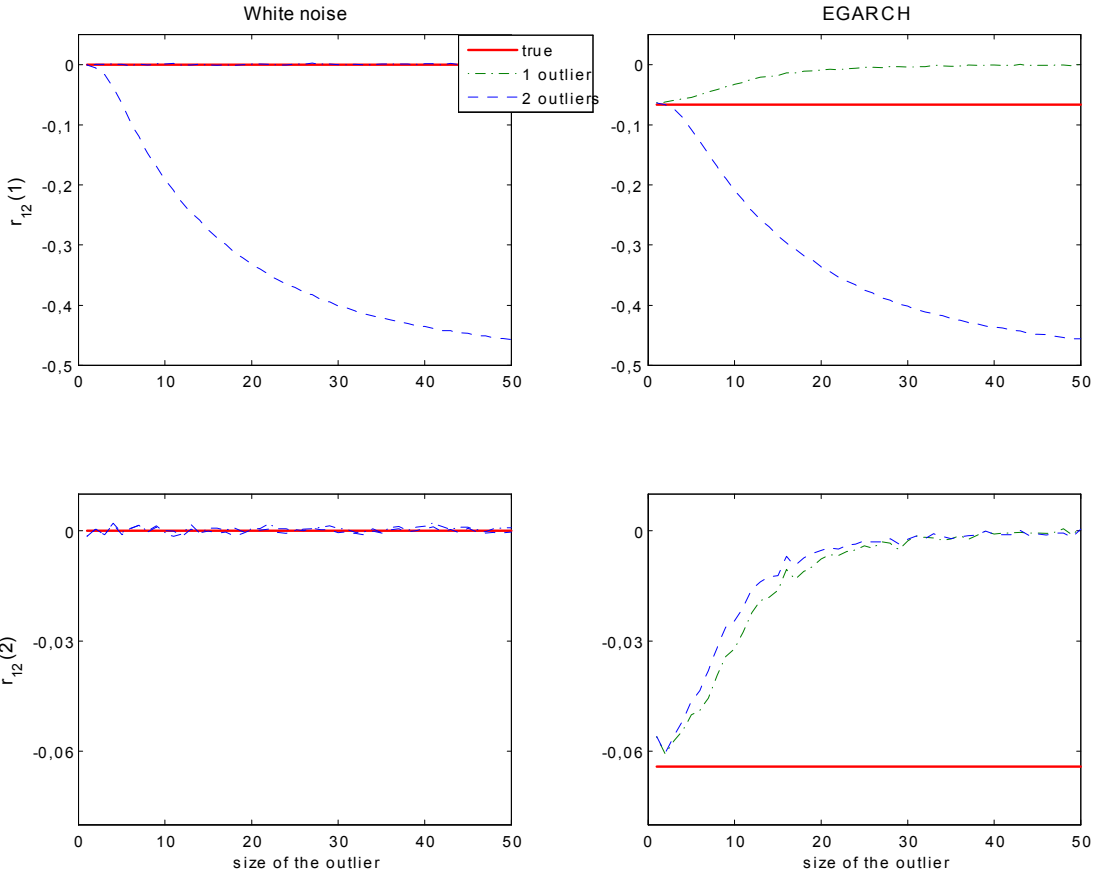 White noise
EGARCH
true
1 outlier
2 outliers
0
-0,1
-0,2
-0,3
-0,4
-0,5
r12(1)
0 10 20 30 40 50
0
-0,1
-0,2
-0,3
-0,4
-0,5
0 10 20 30 40 50
0
-0,03
-0,06
r12(2)
0 10 20 30 40 50
size of the outlier
0
-0,03
-0,06
0 10 20 30 40 50
size of the outlier